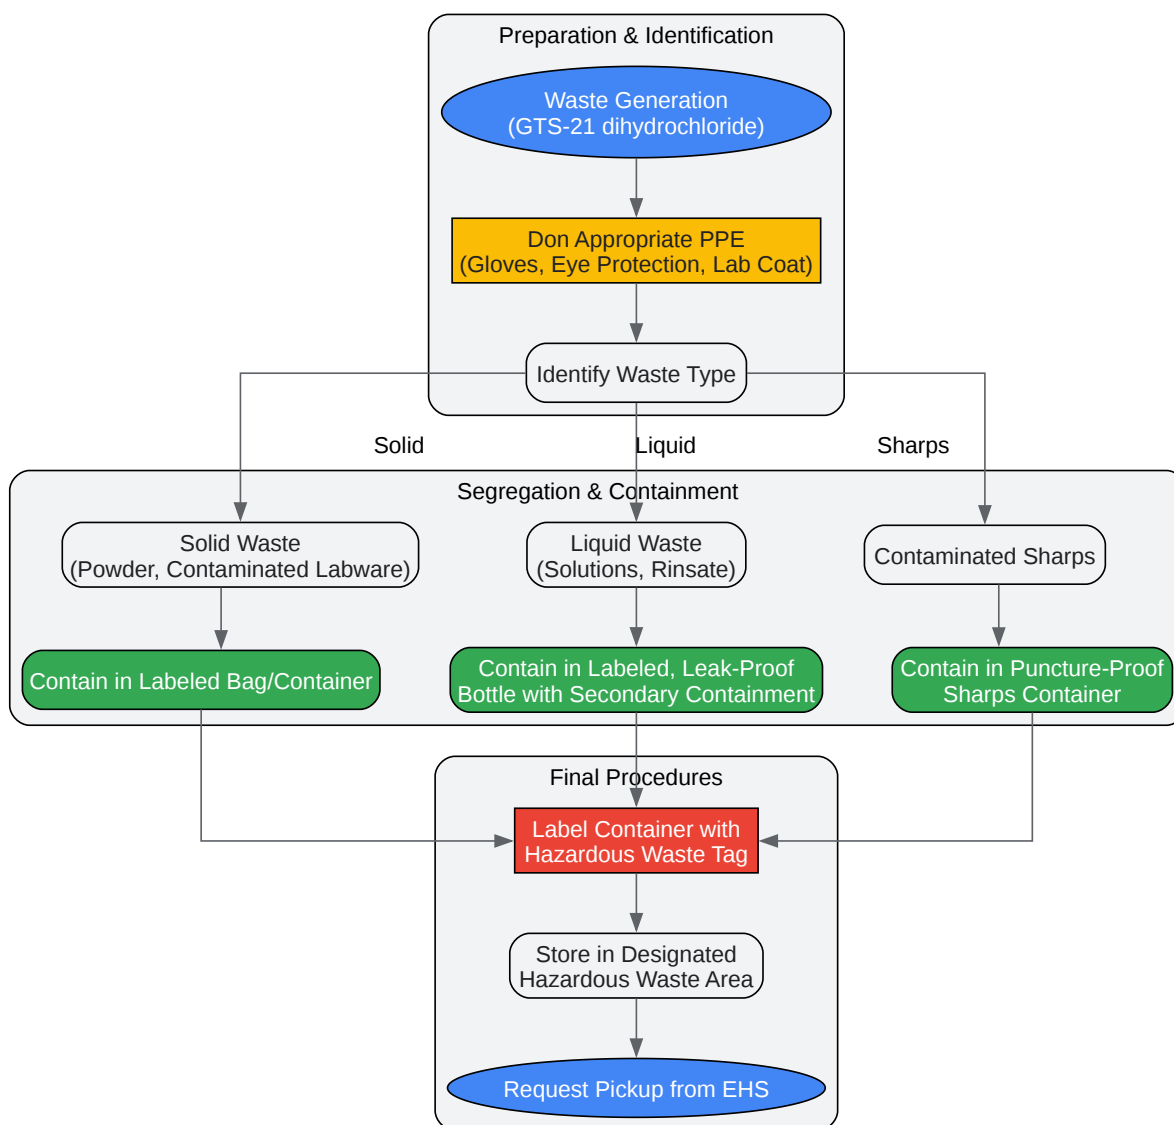 Preparation & Identification
Waste Generation
(GTS-21 dihydrochloride)
Don Appropriate PPE
(Gloves, Eye Protection, Lab Coat)
Identify Waste Type
Solid
Liquid
Sharps
Segregation & Containment
Solid Waste
(Powder, Contaminated Labware)
Liquid Waste
(Solutions, Rinsate)
Contaminated Sharps
Contain in Labeled Bag/Container
Contain in Labeled, Leak-Proof
Bottle with Secondary Containment
Contain in Puncture-Proof
Sharps Container
Final Procedures
Label Container with
Hazardous Waste Tag
Store in Designated
Hazardous Waste Area
Request Pickup from EHS